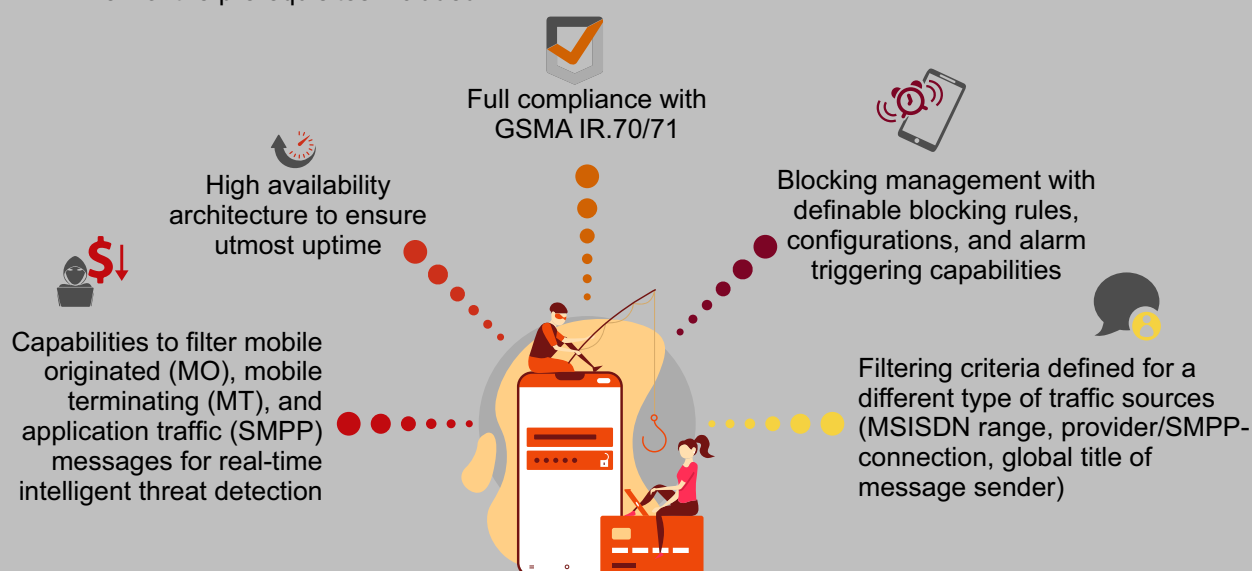 Full compliance with
GSMA IR.70/71
High availability
architecture to ensure
utmost uptime
Blocking management with
definable blocking rules,
configurations, and alarm
triggering capabilities
Capabilities to filter mobile
originated (MO), mobile
terminating (MT), and
application traffic (SMPP)
messages for real-time
intelligent threat detection
Filtering criteria defined for a
different type of traffic sources
(MSISDN range, provider/SMPP-
connection, global title of
message sender)